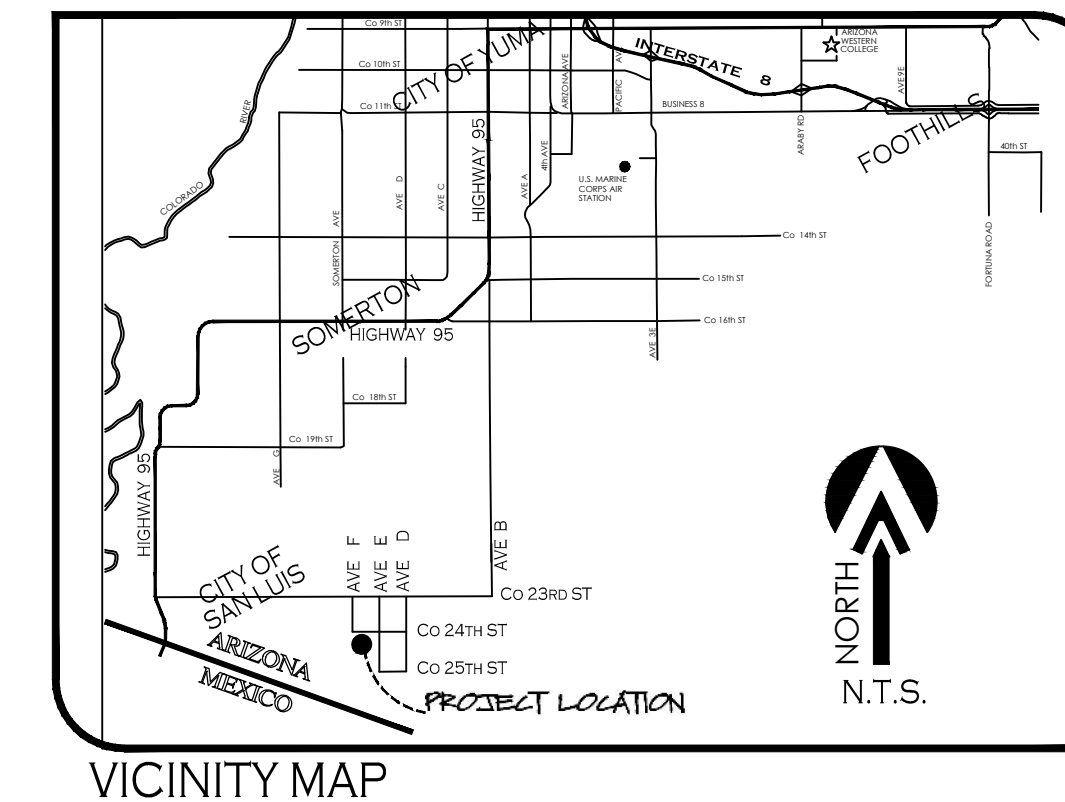 Co 9th ST
CITY OF YUMA
INTERSTATE 8
ARIZONA
WESTERN
COLLEGE
Co 10th ST
ARIZONA AVE
AVE 9E
PACIFIC AV
Co 11th ST
BUSINESS 8
RIVER
COLORADO
FOOTHILLS
ARABY RD
40th ST
HIGHWAY 95
4th AVE
U.S. MARINE
CORPS AIR
STATION
AVE D
AVE C
AVE A
SOMERTON AVE
Co 14th ST
FORTUNA ROAD
Co 15th ST
SOMERTON
Co 16th ST
HIGHWAY 95
AVE 3E
Co 18th ST
Co 19th ST
AVE G
HIGHWAY 95
AVE F
AVE E
AVE D
AVE B
CITY OF
SAN LUIS
Co 23RD ST
Co 24TH ST
ARIZONA
MEXICO
Co 25TH ST
PROJECT LOCATION
NORTH
N.T.S.
VICINITY MAP